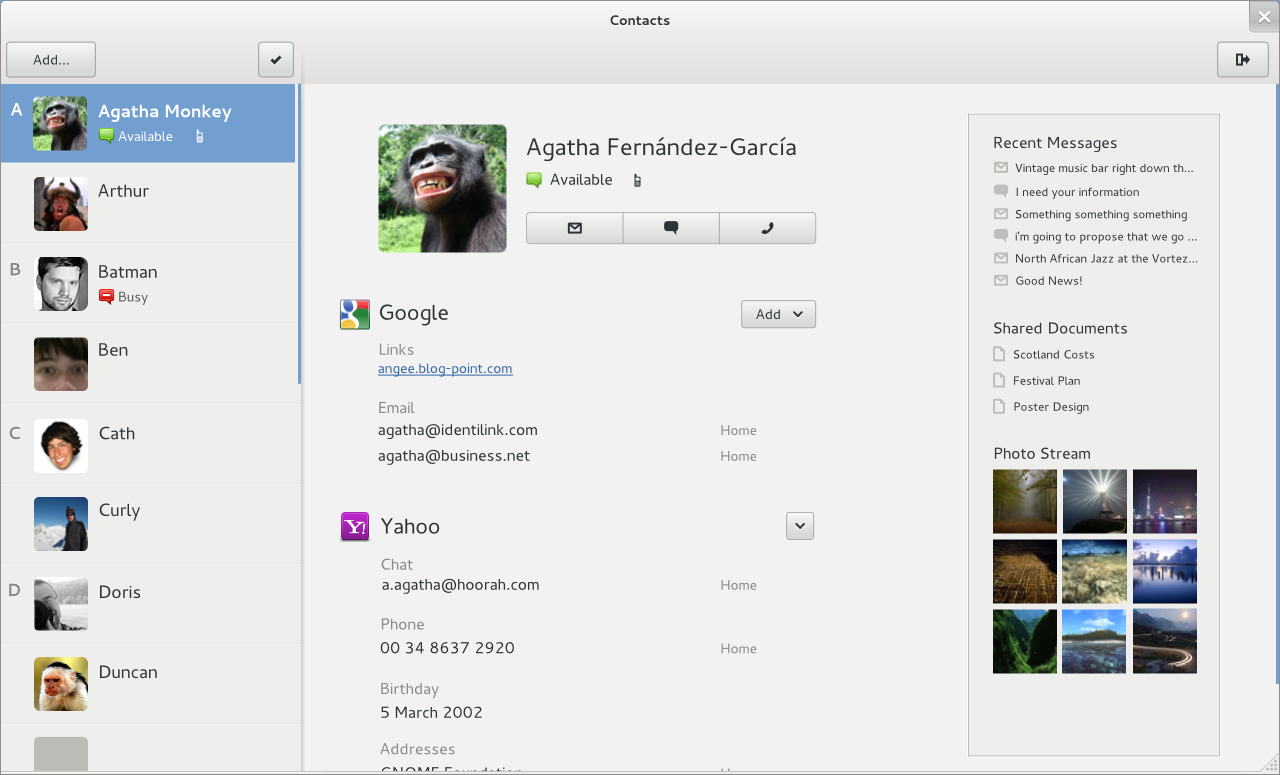 Contacts
Add...
A
Agatha Monkey
Available
Arthur
B
Batman
Busy
Ben
C
Cath
Curly
D
Doris
Duncan
Agatha Fernández-García
Available
Google
Add
Links
angee.blog-point.com
Email
agatha@identilink.com Home
agatha@business.net Home
Y!
Yahoo
Chat
a.agatha@hoorah.com Home
Phone
00 34 8637 2920 Home
Birthday
5 March 2002
Addresses
GNOME Foundation Home
Recent Messages
Vintage music bar right down th...
I need your information
Something something something
i'm going to propose that we go ...
North African Jazz at the Vortez...
Good News!
Shared Documents
Scotland Costs
Festival Plan
Poster Design
Photo Stream